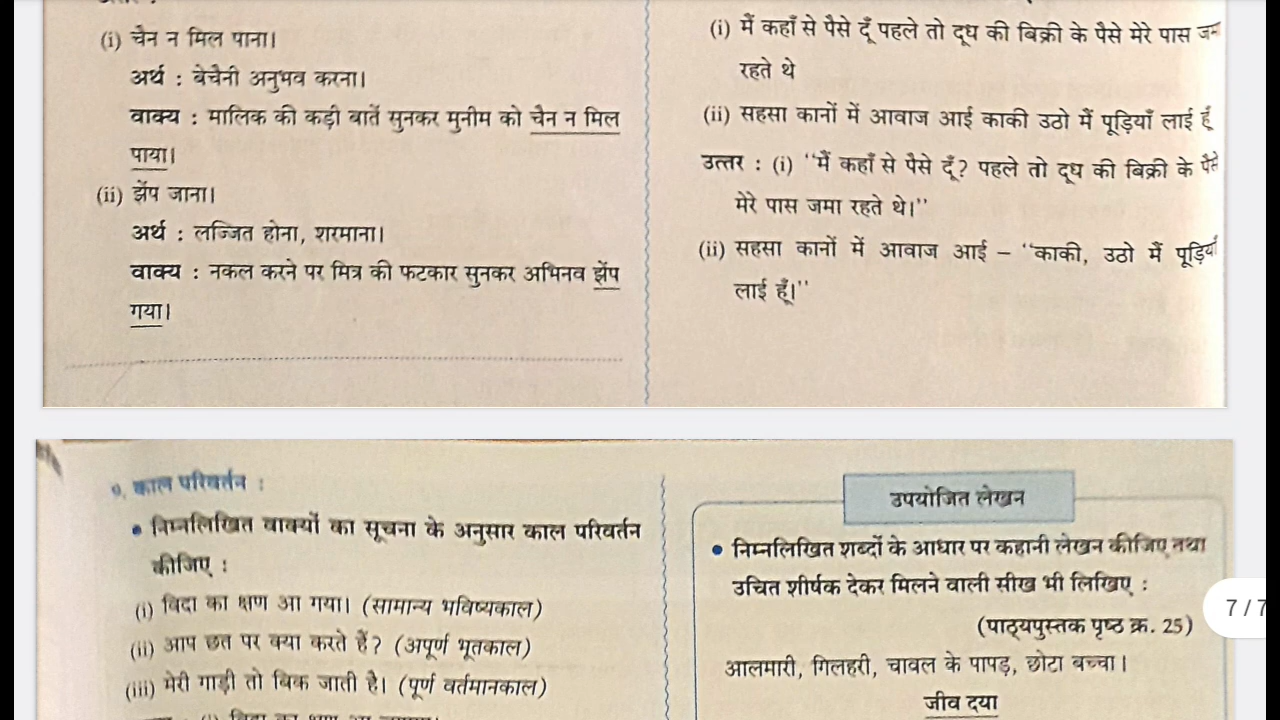 (i) चैन न मिल पाना।
अर्थ : बेचैनी अनुभव करना।
वाक्य : मालिक की कड़ी बातें सुनकर मुनीम को चैन न मिल
पाया।
(ii) झेंप जाना।
अर्थ : लज्जित होना, शरमाना।
वाक्य : नकल करने पर मित्र की फटकार सुनकर अभिनव झेंप
गया।
(i) मैं कहाँ से पैसे दूँ पहले तो दूध की बिक्री के पैसे मेरे पास
रहते थे
(ii) सहसा कानों में आवाज आई काकी उठो मैं पूड़ियाँ लाई हूँ
उत्तर : (i) ‘‘मैं कहाँ से पैसे दूँ? पहले तो दूध की बिक्री के पैसे
मेरे पास जमा रहते थे।’’
(ii) सहसा कानों में आवाज आई – ‘‘काकी, उठो मैं पूड़ियाँ
लाई हूँ।’’
9. काल परिवर्तन :
• निम्नलिखित वाक्यों का सूचना के अनुसार काल परिवर्तन
कीजिए :
(i) विदा का क्षण आ गया। (सामान्य भविष्यकाल)
(ii) आप छत पर क्या करते हैं? (अपूर्ण भूतकाल)
(iii) मेरी गाड़ी तो बिक जाती है। (पूर्ण वर्तमानकाल)
उपयोजित लेखन
• निम्नलिखित शब्दों के आधार पर कहानी लेखन कीजिए तथा
उचित शीर्षक देकर मिलने वाली सीख भी लिखिए :
(पाठ्यपुस्तक पृष्ठ क्र. 25)
आलमारी, गिलहरी, चावल के पापड़, छोटा बच्चा।
जीव दया
7 / 7